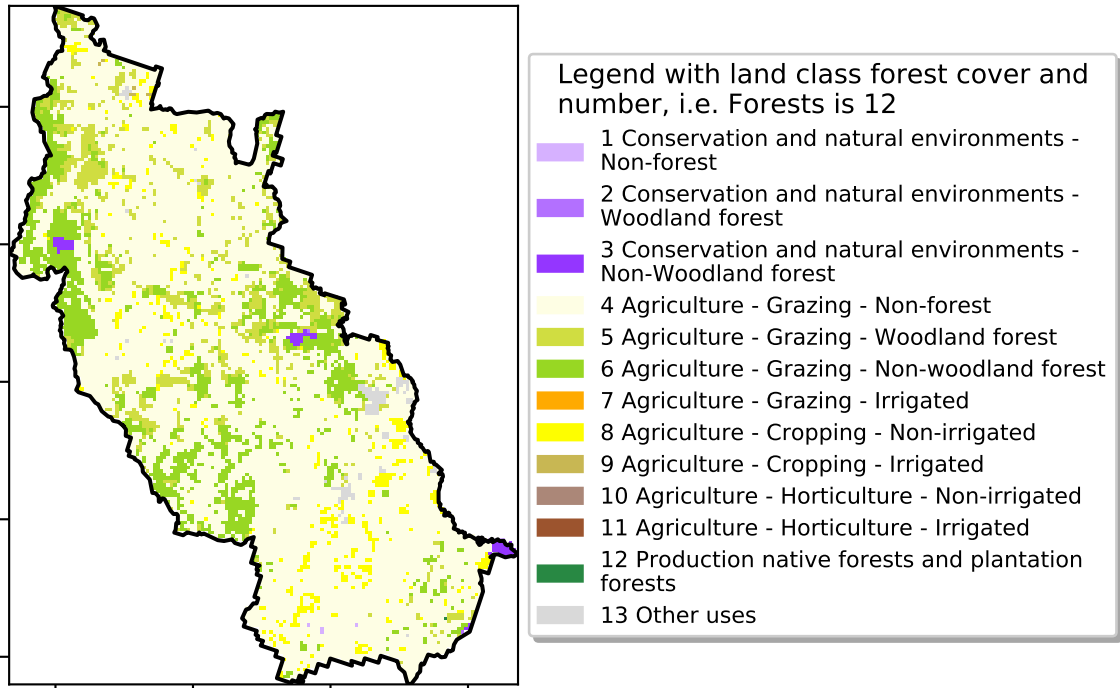 Legend with land class forest cover and
number, i.e. Forests is 12
1 Conservation and natural environments -
Non-forest
2 Conservation and natural environments -
Woodland forest
3 Conservation and natural environments -
Non-Woodland forest
4 Agriculture - Grazing - Non-forest
5 Agriculture - Grazing - Woodland forest
6 Agriculture - Grazing - Non-woodland forest
7 Agriculture - Grazing - Irrigated
8 Agriculture - Cropping - Non-irrigated
9 Agriculture - Cropping - Irrigated
10 Agriculture - Horticulture - Non-irrigated
11 Agriculture - Horticulture - Irrigated
12 Production native forests and plantation
forests
13 Other uses